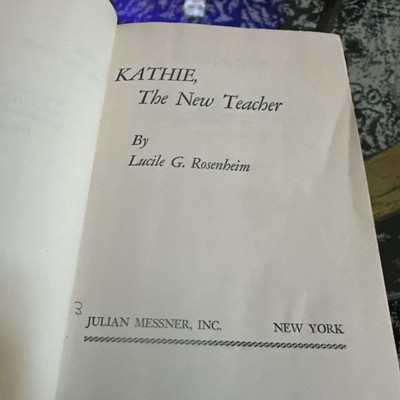 KATHIE,
The New Teacher
By
Lucile G. Rosenheim
3
JULIAN MESSNER, INC. NEW YORK